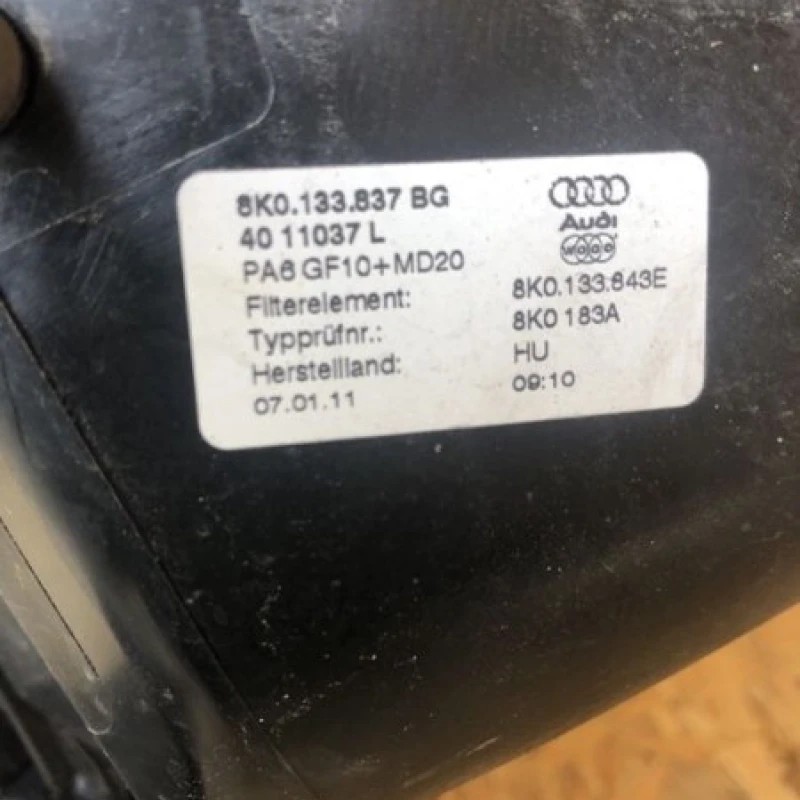 8K0.133.837 BG
40 11037 L
PA6 GF10+MD20
Audi
Filterelement: 8K0.133.843E
Typprüfnr.: 8K0 183A
Herstellland: HU
07.01.11 09:10